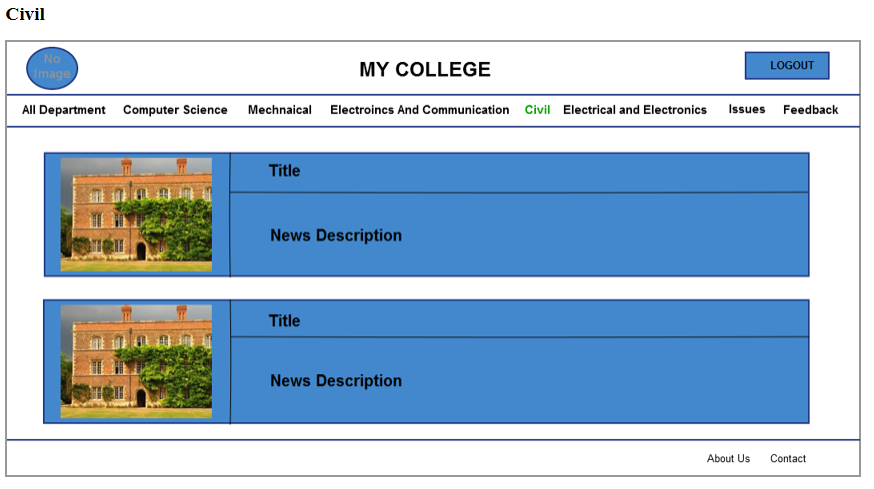 Civil
No
Image
MY COLLEGE
LOGOUT
All Department Computer Science Mechnaical Electroincs And Communication Civil Electrical and Electronics Issues Feedback
Title
News Description
Title
News Description
About Us Contact